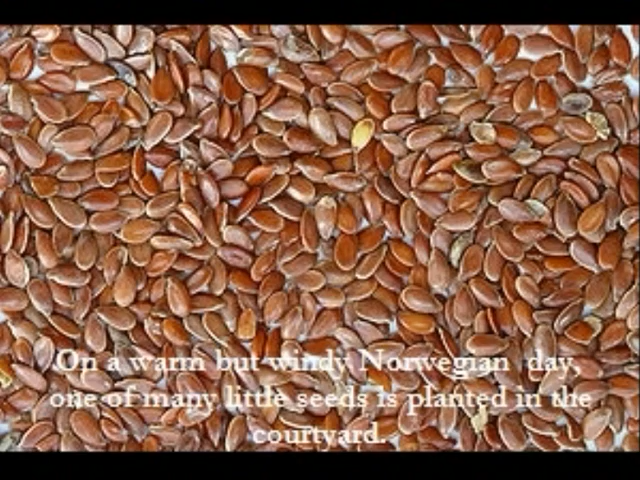 On a warm but windy Norwegian day,
one of many little seeds is planted in the
courtyard.